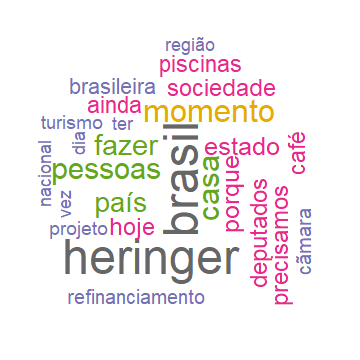 região
piscinas
brasileira
sociedade
ainda
momento
turismo
ter
dia
fazer
brasil
estado
café
nacional
pessoas
casa
porque
vez
país
deputados
precisamos
projeto
hoje
cãmara
heringer
refinanciamento